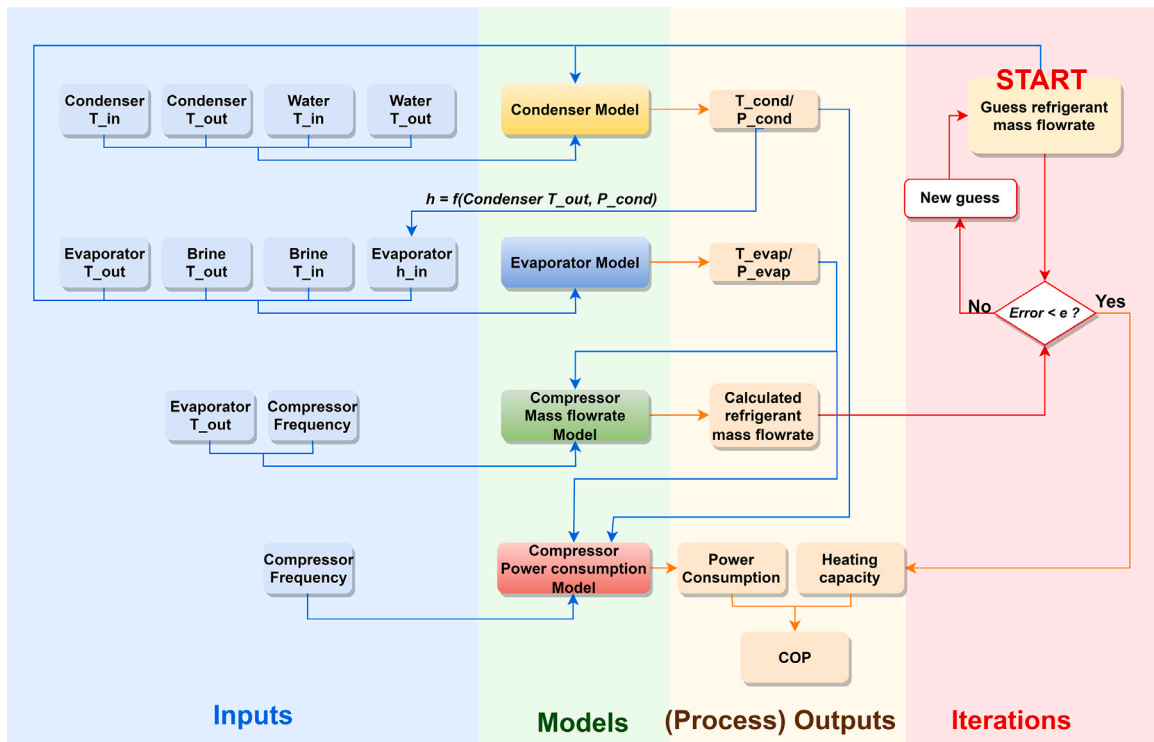 START
Guess refrigerant
mass flowrate
Condenser
T_in
Condenser
T_out
Water
T_in
Water
T_out
Condenser Model
T_cond/
P_cond
New guess
h = f(Condenser T_out, P_cond)
Evaporator
T_out
Brine
T_out
Brine
T_in
Evaporator
h_in
Evaporator Model
T_evap/
P_evap
No
Error < e ?
Yes
Evaporator
T_out
Compressor
Frequency
Compressor
Mass flowrate
Model
Calculated
refrigerant
mass flowrate
Compressor
Frequency
Compressor
Power consumption
Model
Power
Consumption
Heating
capacity
COP
Inputs
Models
(Process) Outputs
Iterations